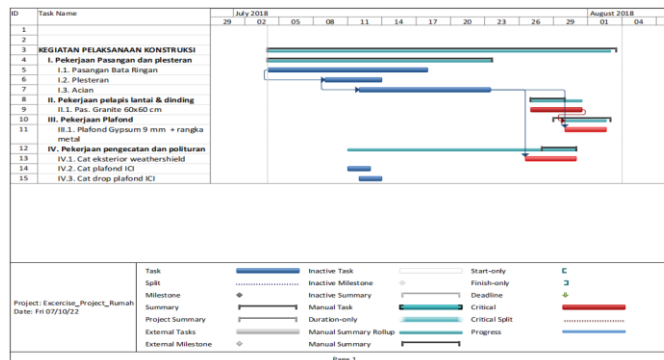 ID Task Name July 2018 August 2018
29 02 05 08 11 14 17 20 23 26 29 01 04
1
2
3 KEGIATAN PELAKSANAAN KONSTRUKSI
4 I. Pekerjaan Pasangan dan plesteran
5 I.1. Pasangan Bata Ringan
6 I.2. Plesteran
7 I.3. Acian
8 II. Pekerjaan pelapis lantai & dinding
9 II.1. Pas. Granite 60x60 cm
10 III. Pekerjaan Plafond
11 III.1. Plafond Gypsum 9 mm + rangka
metal
12 IV. Pekerjaan pengecatan dan polituran
13 IV.1. Cat eksterior weathershield
14 IV.2. Cat plafond ICI
15 IV.3. Cat drop plafond ICI
Project: Excercise_Project_Rumah
Date: Fri 07/10/22
Task Inactive Task Start-only
Split Inactive Milestone Finish-only
Milestone Inactive Summary Deadline
Summary Manual Task Critical
Project Summary Duration-only Critical Split
External Tasks Manual Summary Rollup Progress
External Milestone Manual Summary
Page 1